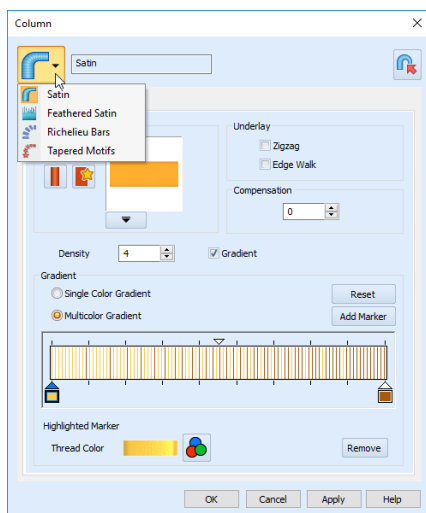 Column
Satin
Satin
Feathered Satin
Richelieu Bars
Tapered Motifs
Underlay
Zigzag
Edge Walk
Compensation
0
Density
4
Gradient
Gradient
Single Color Gradient
Reset
Multicolor Gradient
Add Marker
Highlighted Marker
Thread Color
Remove
OK
Cancel
Apply
Help